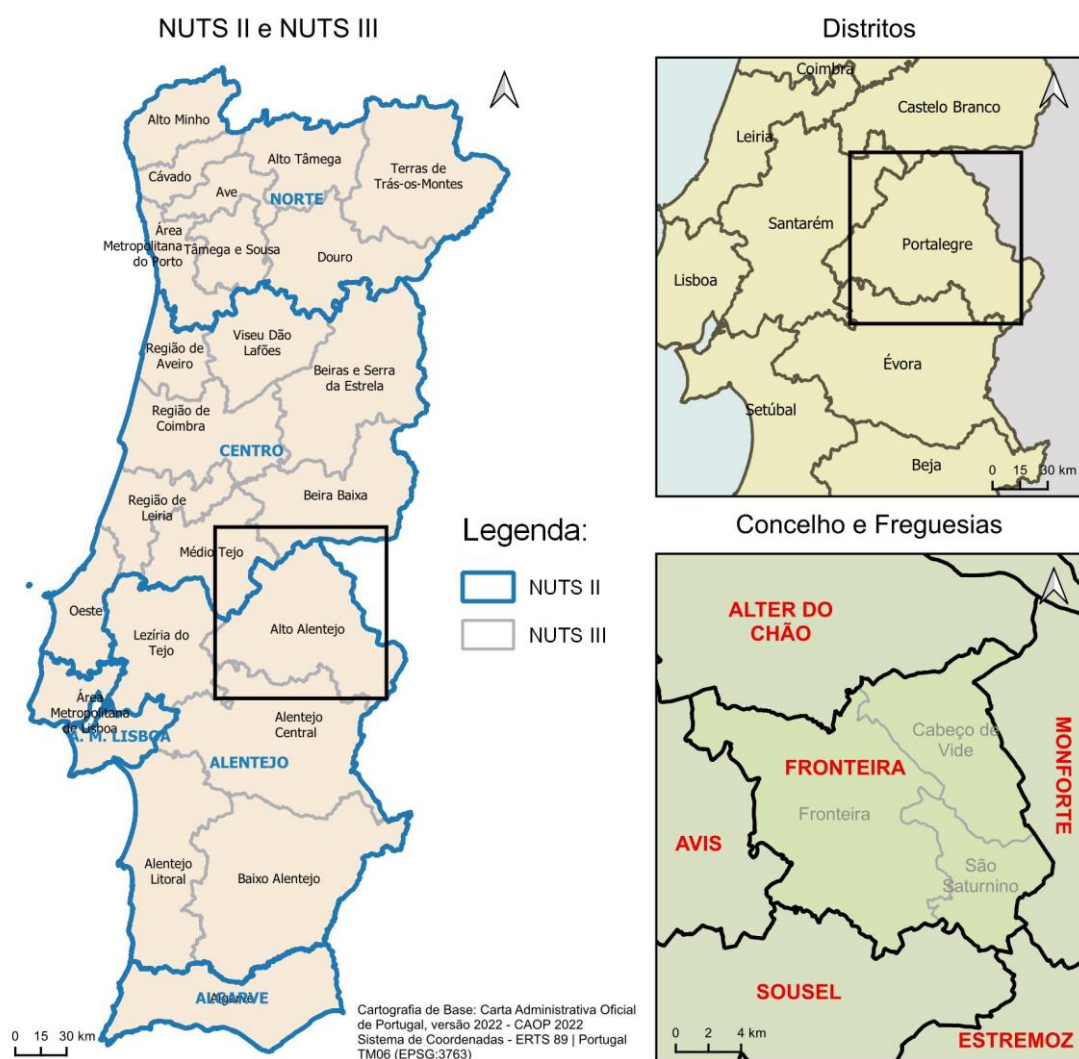 NUTS II e NUTS III
Alto Minho
Alto Tâmega
Terras de
Trás-os-Montes
Cávado
Ave
NORTE
Área
Metropolitana
do Porto
Tâmega e Sousa
Douro
Viseu Dão
Lafões
Região de
Aveiro
Beiras e Serra
da Estrela
Região de
Coimbra
CENTRO
Beira Baixa
Região de
Leiria
Médio Tejo
Oeste
Lezíria do
Tejo
Alto Alentejo
Área
Metropolitana
de Lisboa
A. M. LISBOA
Alentejo
Central
ALENTEJO
Alentejo
Litoral
Baixo Alentejo
Algarve
ALGARVE
0 15 30 km
Legenda:
NUTS II
NUTS III
Cartografia de Base: Carta Administrativa Oficial
de Portugal, versão 2022 - CAOP 2022
Sistema de Coordenadas - ERTS 89 | Portugal
TM06 (EPSG:3763)
Distritos
Coimbra
Castelo Branco
Leiria
Santarém
Portalegre
Lisboa
Évora
Setúbal
Beja
0 15 30 km
Concelho e Freguesias
ALTER DO
CHÃO
Cabeço de
Vide
MONFORTE
FRONTEIRA
Fronteira
AVIS
São
Saturnino
SOUSEL
ESTREMOZ
0 2 4 km